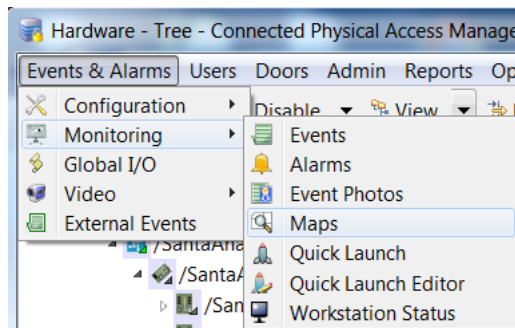 Hardware - Tree - Connected Physical Access Manage
Events & Alarms Users Doors Admin Reports Op
Configuration Disable View
Monitoring Events
Global I/O Alarms
Video Event Photos
External Events Maps
/SantaAna Quick Launch
/SantaA Quick Launch Editor
/San Workstation Status